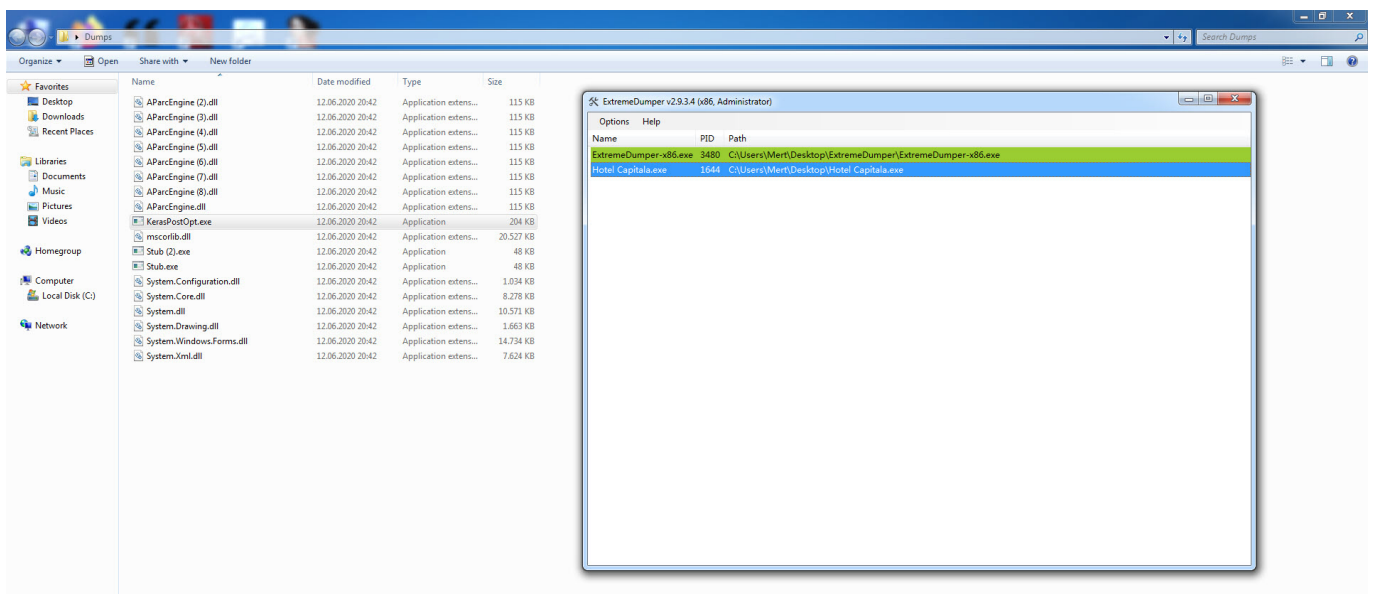 Dumps
Search Dumps
Organize
Open
Share with
New folder
Favorites
Desktop
Downloads
Recent Places
Libraries
Documents
Music
Pictures
Videos
Homegroup
Computer
Local Disk (C:)
Network
Name Date modified Type Size
AParcEngine (2).dll 12.06.2020 20:42 Application extens... 115 KB
AParcEngine (3).dll 12.06.2020 20:42 Application extens... 115 KB
AParcEngine (4).dll 12.06.2020 20:42 Application extens... 115 KB
AParcEngine (5).dll 12.06.2020 20:42 Application extens... 115 KB
AParcEngine (6).dll 12.06.2020 20:42 Application extens... 115 KB
AParcEngine (7).dll 12.06.2020 20:42 Application extens... 115 KB
AParcEngine (8).dll 12.06.2020 20:42 Application extens... 115 KB
AParcEngine.dll 12.06.2020 20:42 Application extens... 115 KB
KerasPostOpt.exe 12.06.2020 20:42 Application 204 KB
mscorlib.dll 12.06.2020 20:42 Application extens... 20.527 KB
Stub (2).exe 12.06.2020 20:42 Application 48 KB
Stub.exe 12.06.2020 20:42 Application 48 KB
System.Configuration.dll 12.06.2020 20:42 Application extens... 1.034 KB
System.Core.dll 12.06.2020 20:42 Application extens... 8.278 KB
System.dll 12.06.2020 20:42 Application extens... 10.571 KB
System.Drawing.dll 12.06.2020 20:42 Application extens... 1.663 KB
System.Windows.Forms.dll 12.06.2020 20:42 Application extens... 14.734 KB
System.Xml.dll 12.06.2020 20:42 Application extens... 7.624 KB
ExtremeDumper v2.9.3.4 (x86, Administrator)
Options Help
Name PID Path
ExtremeDumper-x86.exe 3480 C:\Users\Mert\Desktop\ExtremeDumper\ExtremeDumper-x86.exe
Hotel Capitala.exe 1644 C:\Users\Mert\Desktop\Hotel Capitala.exe